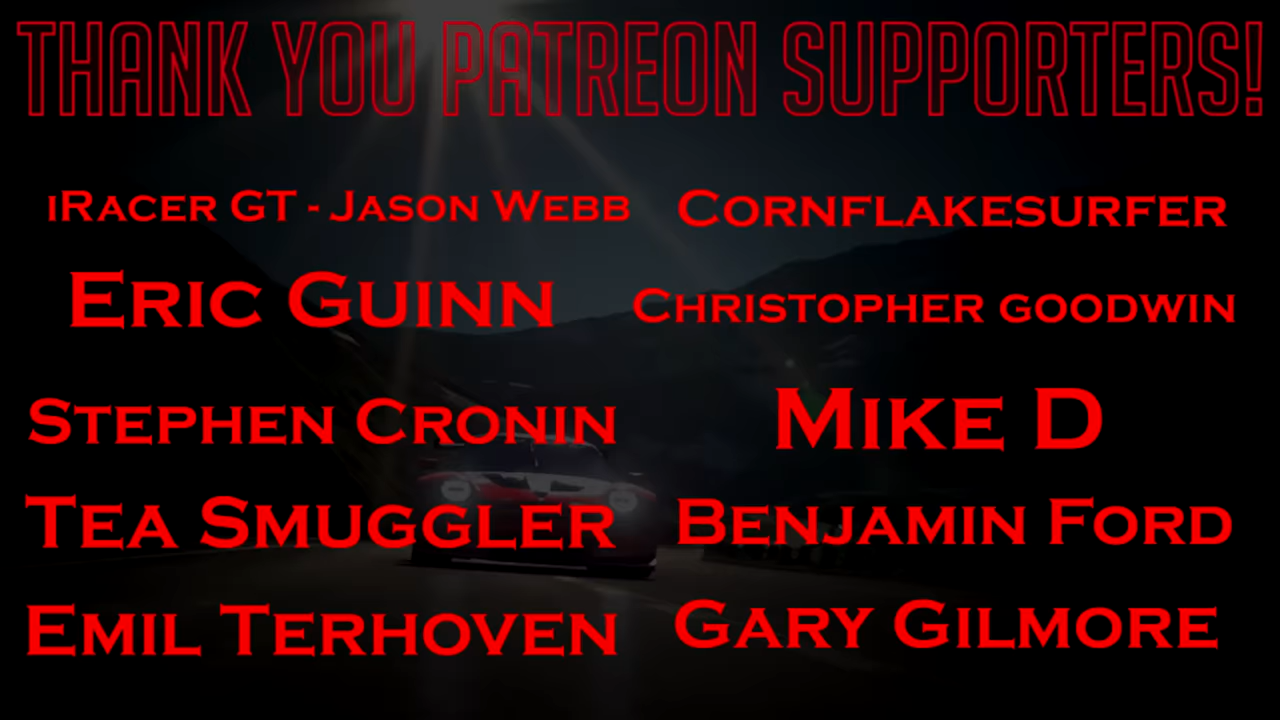 THANK YOU PATREON SUPPORTERS!
iRacer GT - Jason Webb
Cornflakesurfer
Eric Guinn
Christopher goodwin
Stephen Cronin
Mike D
Tea Smuggler
Benjamin Ford
Emil Terhoven
Gary Gilmore